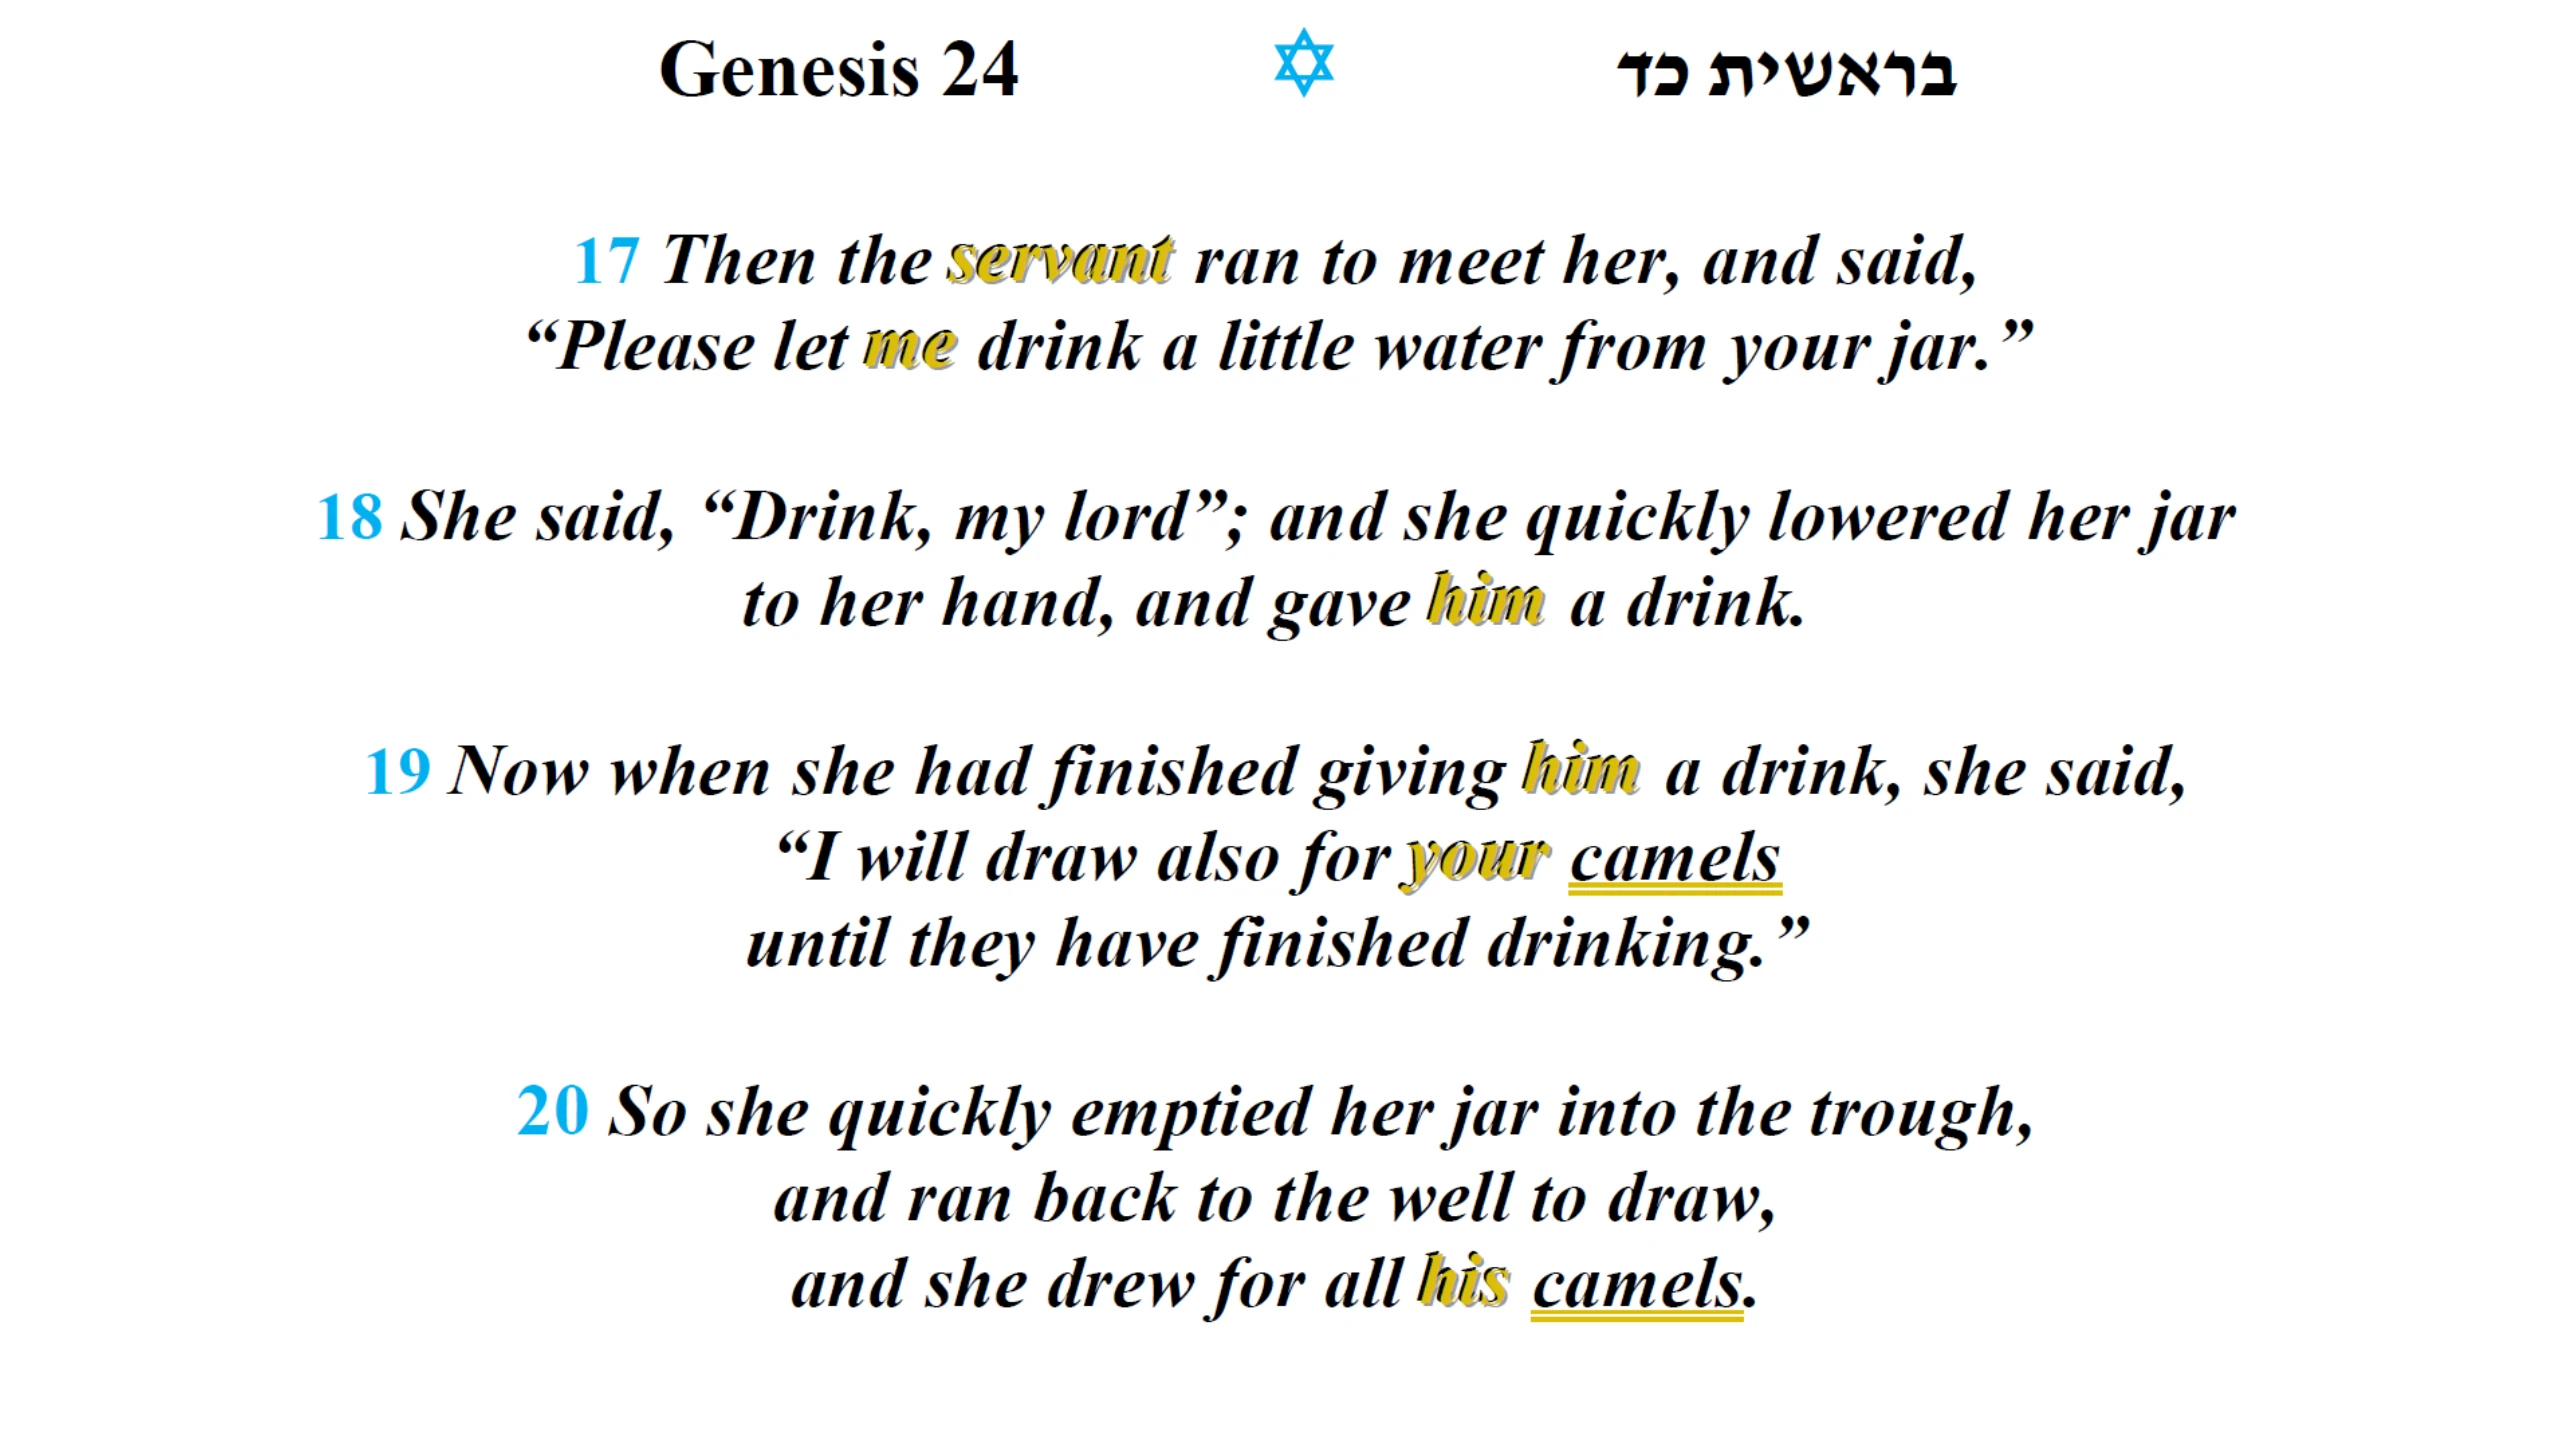 Genesis 24 ✡ בראשית כד
17 Then the servant ran to meet her, and said,
“Please let me drink a little water from your jar.”
18 She said, “Drink, my lord”; and she quickly lowered her jar
to her hand, and gave him a drink.
19 Now when she had finished giving him a drink, she said,
“I will draw also for your camels
until they have finished drinking.”
20 So she quickly emptied her jar into the trough,
and ran back to the well to draw,
and she drew for all his camels.